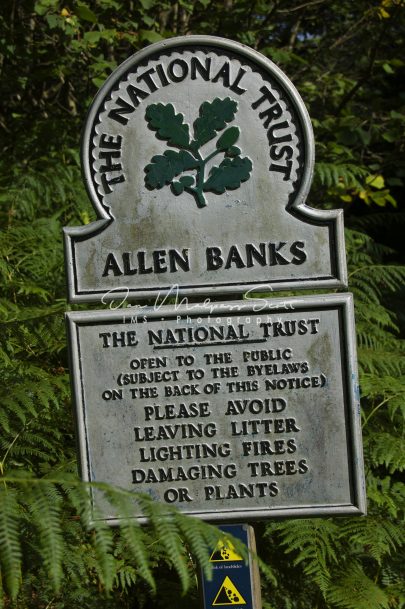 THE NATIONAL TRUST
ALLEN BANKS
THE NATIONAL TRUST
OPEN TO THE PUBLIC
(SUBJECT TO THE BYELAWS
ON THE BACK OF THIS NOTICE)
PLEASE AVOID
LEAVING LITTER
LIGHTING FIRES
DAMAGING TREES
OR PLANTS